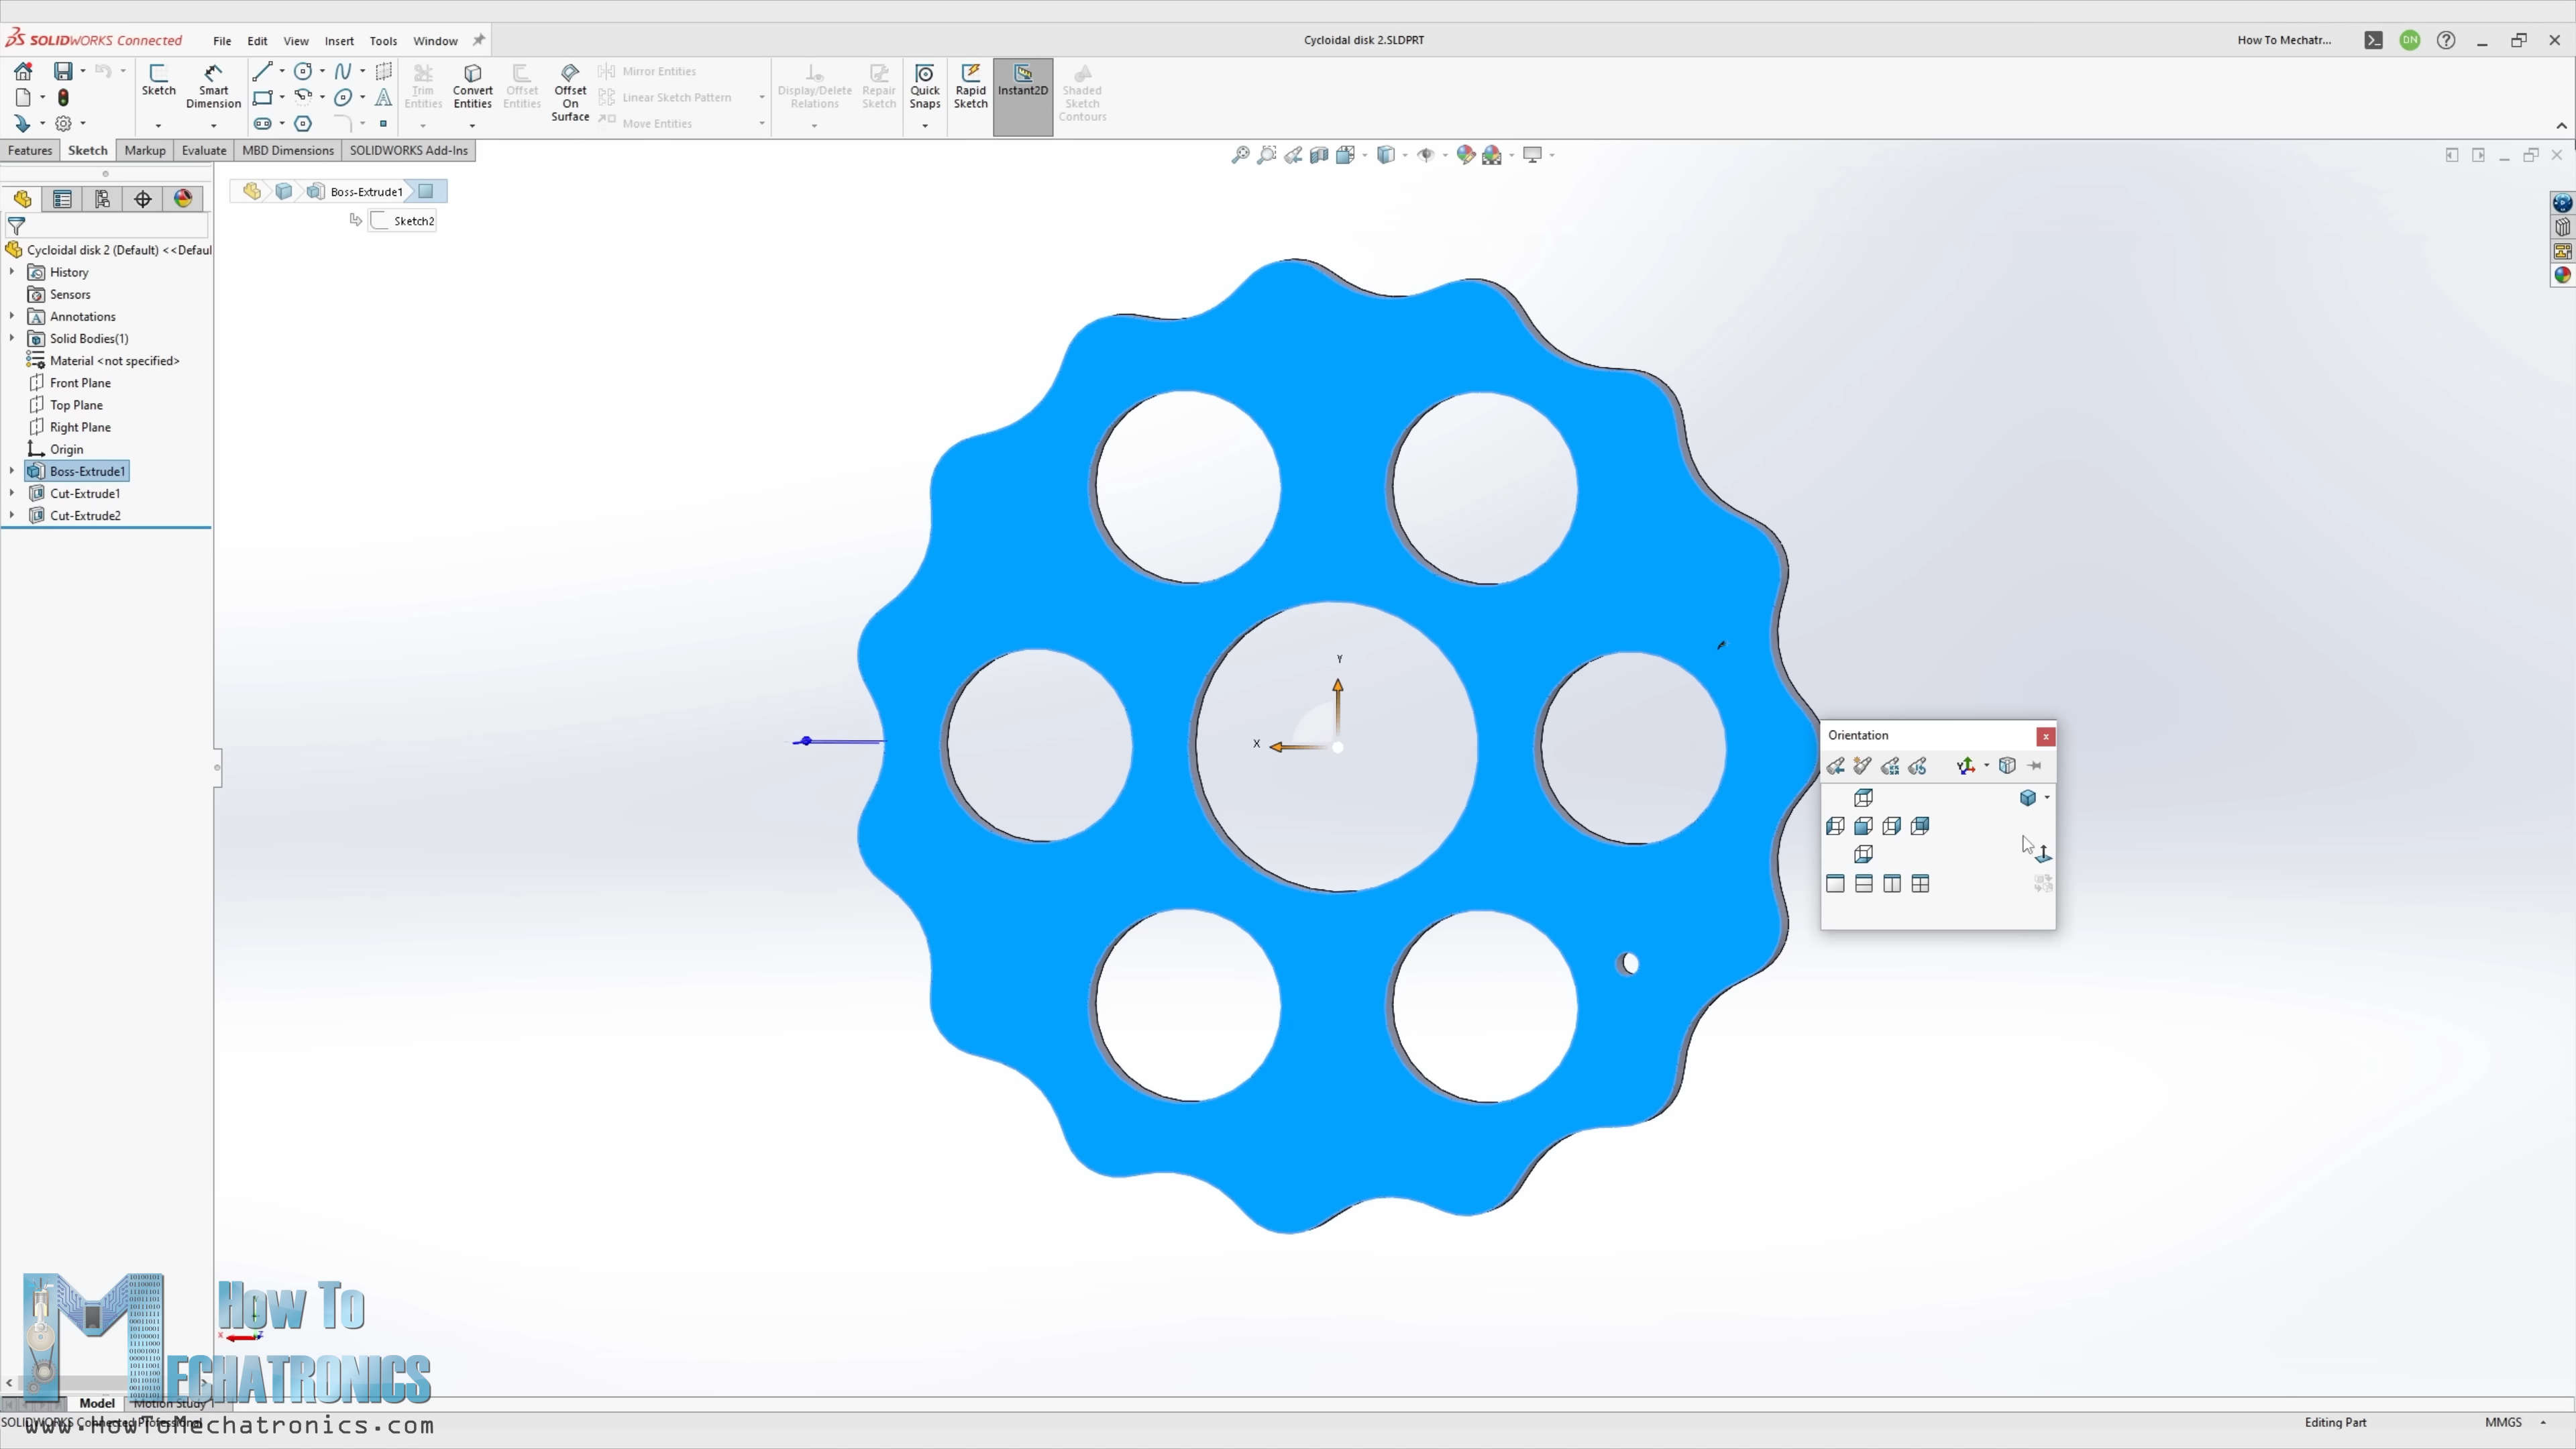 SOLIDWORKS Connected File Edit View Insert Tools Window Cycloidal disk 2.SLDPRT How To Mechatr... DN
Sketch Smart Dimension Trim Entities Convert Entities Offset Entities Offset On Surface Mirror Entities Linear Sketch Pattern Move Entities Display/Delete Relations Repair Sketch Quick Snaps Rapid Sketch Instant2D Shaded Sketch Contours
Features Sketch Markup Evaluate MBD Dimensions SOLIDWORKS Add-Ins
Boss-Extrude1
Sketch2
Cycloidal disk 2 (Default) <<Defaul
History
Sensors
Annotations
Solid Bodies(1)
Material <not specified>
Front Plane
Top Plane
Right Plane
Origin
Boss-Extrude1
Cut-Extrude1
Cut-Extrude2
Y
X
Orientation
How To
MECHATRONICS
Model Motion Study 1
www.HowToMechatronics.com
SOLIDWORKS Connected Professional
Editing Part MMGS